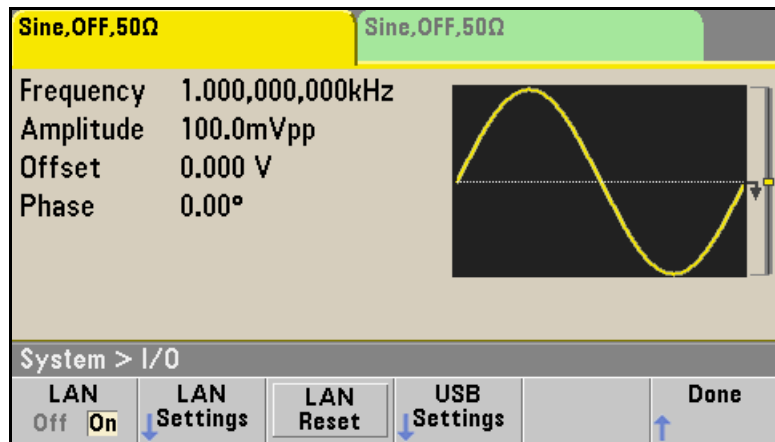 Sine,OFF,50Ω
Sine,OFF,50Ω
Frequency 1.000,000,000kHz
Amplitude 100.0mVpp
Offset 0.000 V
Phase 0.00°
System > I/O
LAN
Off On
LAN
Settings
LAN
Reset
USB
Settings
Done